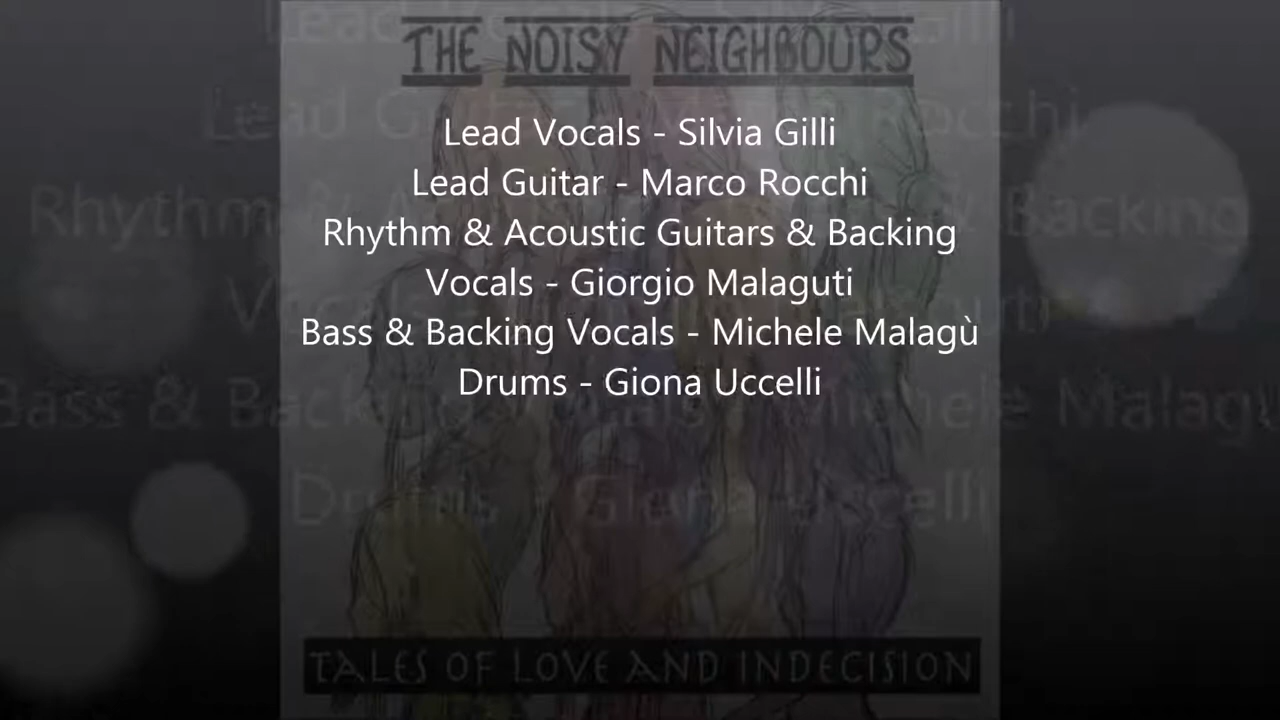 THE NOISY NEIGHBOURS
Lead Vocals - Silvia Gilli
Lead Guitar - Marco Rocchi
Rhythm & Acoustic Guitars & Backing
Vocals - Giorgio Malaguti
Bass & Backing Vocals - Michele Malagù
Drums - Giona Uccelli
TALES OF LOVE AND INDECISION